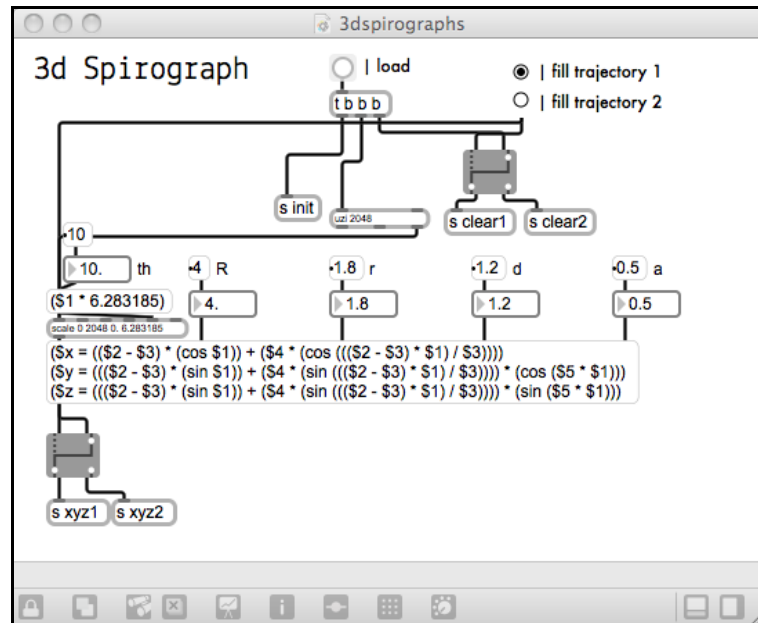 3dspirographs
3d Spirograph
| load
| fill trajectory 1
| fill trajectory 2
t b b b
s init
uzi 2048
s clear1
s clear2
•10
10.
th
•4
R
•1.8
r
•1.2
d
•0.5
a
($1 * 6.283185)
4.
1.8
1.2
0.5
scale 0 2048 0. 6.283185
($x = (($2 - $3) * (cos $1)) + ($4 * (cos ((($2 - $3) * $1) / $3))))
($y = ((($2 - $3) * (sin $1)) + ($4 * (sin ((($2 - $3) * $1) / $3)))) * (cos ($5 * $1)))
($z = ((($2 - $3) * (sin $1)) + ($4 * (sin ((($2 - $3) * $1) / $3)))) * (sin ($5 * $1)))
s xyz1
s xyz2